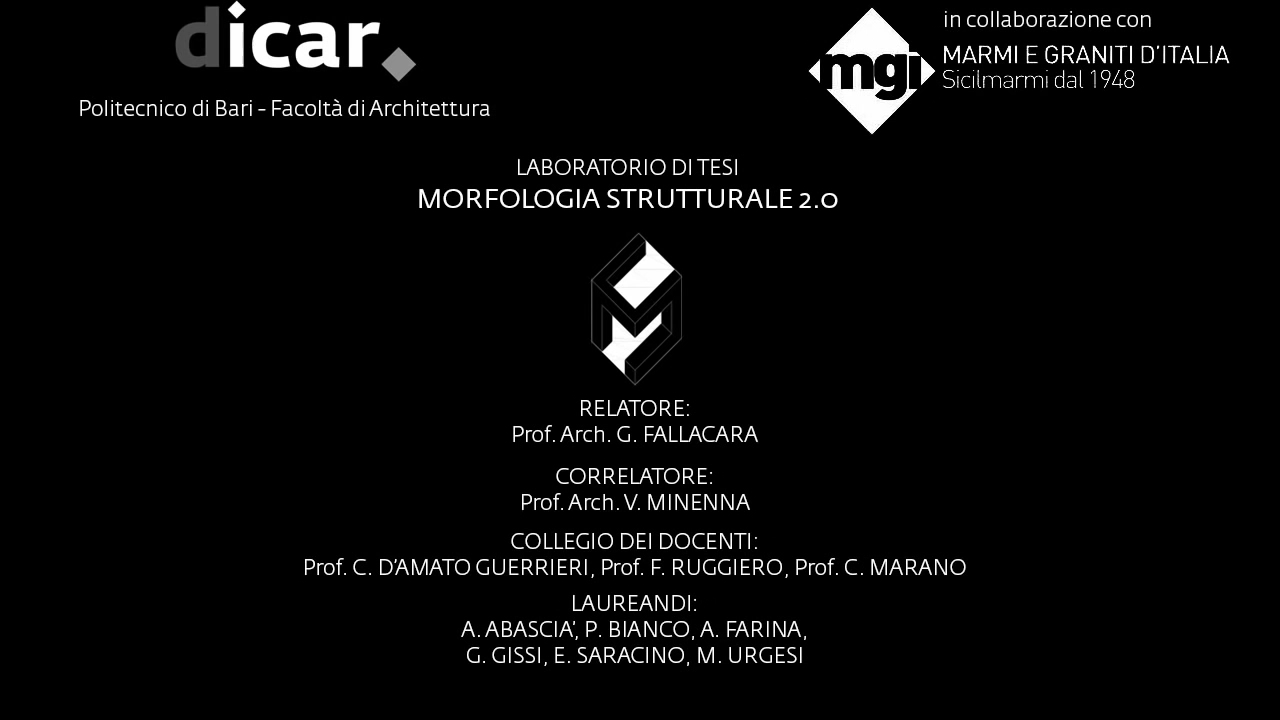 dicar
Politecnico di Bari - Facoltà di Architettura
in collaborazione con
mgi
MARMI E GRANITI D'ITALIA
Sicilmarmi dal 1948
LABORATORIO DI TESI
MORFOLOGIA STRUTTURALE 2.0
RELATORE:
Prof. Arch. G. FALLACARA
CORRELATORE:
Prof. Arch. V. MINENNA
COLLEGIO DEI DOCENTI:
Prof. C. D'AMATO GUERRIERI, Prof. F. RUGGIERO, Prof. C. MARANO
LAUREANDI:
A. ABASCIA', P. BIANCO, A. FARINA,
G. GISSI, E. SARACINO, M. URGESI